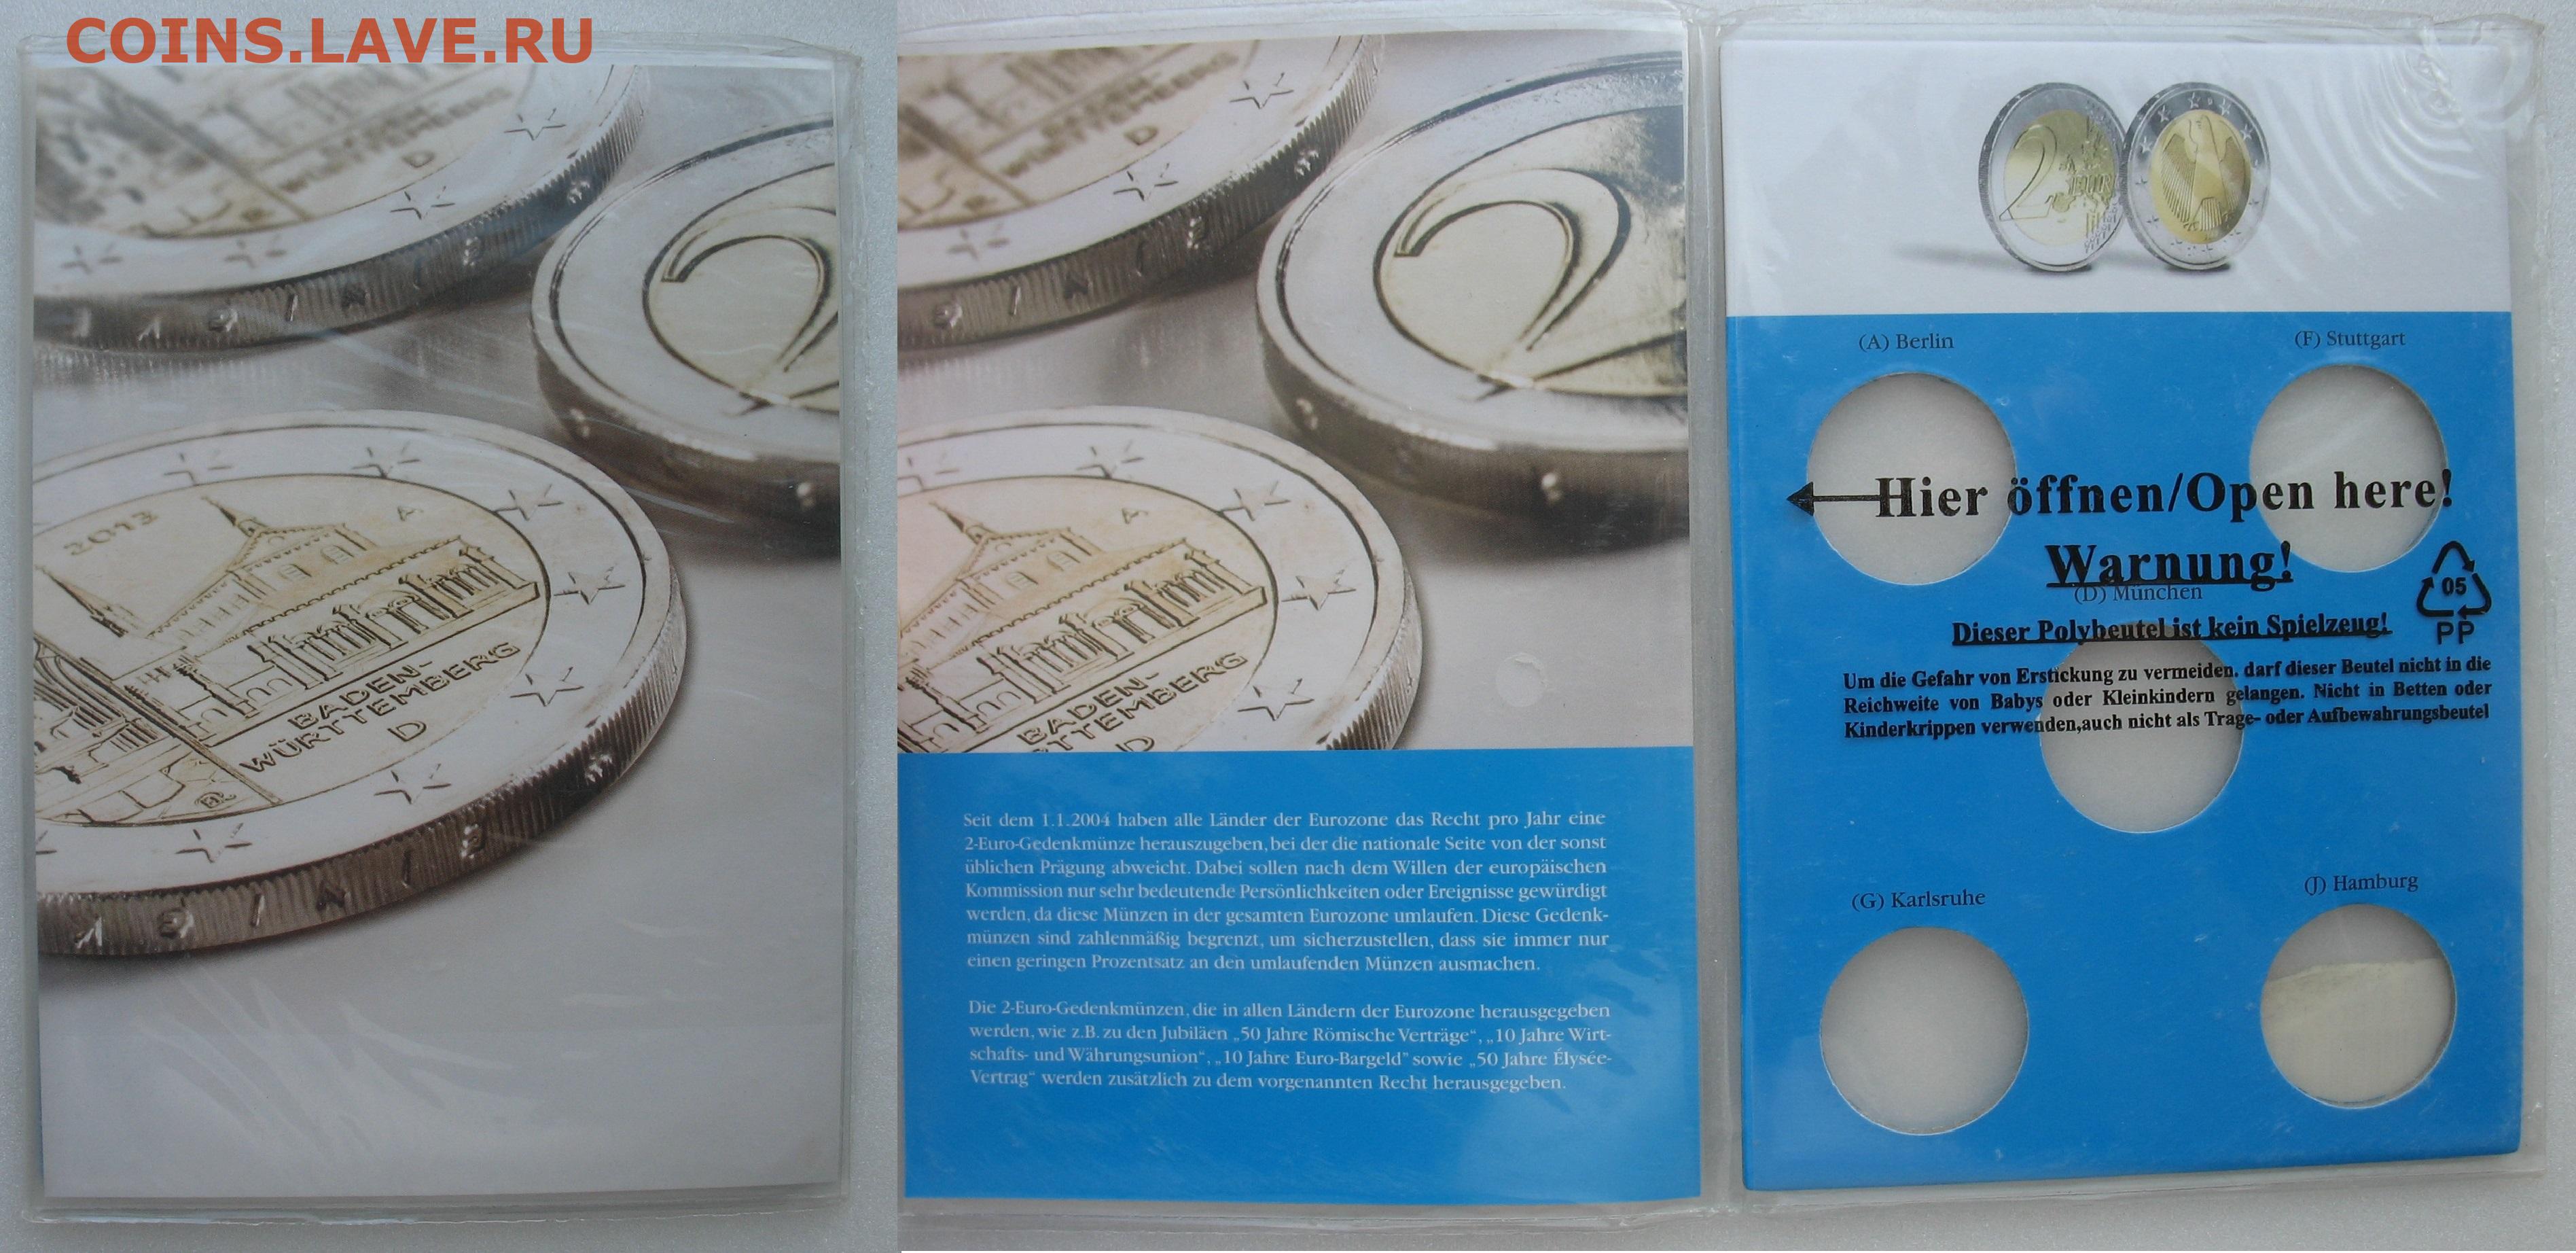 COINS.LAVE.RU
BADEN-
WÜRTTEMBERG
D
2
2013
A
BADEN-
WÜRTTEMBERG
D
D
2
A
BADEN-
TTEMBERG
D
Seit dem 1.1.2004 haben alle Länder der Eurozone das Recht pro Jahr eine
2-Euro-Gedenkmünze herauszugeben, bei der die nationale Seite von der sonst
üblichen Prägung abweicht. Dabei sollen nach dem Willen der europäischen
Kommission nur sehr bedeutende Persönlichkeiten oder Ereignisse gewürdigt
werden, da diese Münzen in der gesamten Eurozone umlaufen. Diese Gedenk-
münzen sind zahlenmäßig begrenzt, um sicherzustellen, dass sie immer nur
einen geringen Prozentsatz an den umlaufenden Münzen ausmachen.
Die 2-Euro-Gedenkmünzen, die in allen Ländern der Eurozone herausgegeben
werden, wie z.B. zu den Jubiläen „50 Jahre Römische Verträge“, „10 Jahre Wirt-
schafts- und Währungsunion“, „10 Jahre Euro-Bargeld" sowie „50 Jahre Élysée-
Vertrag“ werden zusätzlich zu dem vorgenannten Recht herausgegeben.
2 EURO
(A) Berlin
(F) Stuttgart
Hier öffnen/Open here!
Warnung!
(D) München
05
PP
Dieser Polybeutel ist kein Spielzeug!
Um die Gefahr von Erstickung zu vermeiden. darf dieser Beutel nicht in die
Reichweite von Babys oder Kleinkindern gelangen. Nicht in Betten oder
Kinderkrippen verwenden,auch nicht als Trage- oder Aufbewahrungsbeutel
(G) Karlsruhe
(J) Hamburg